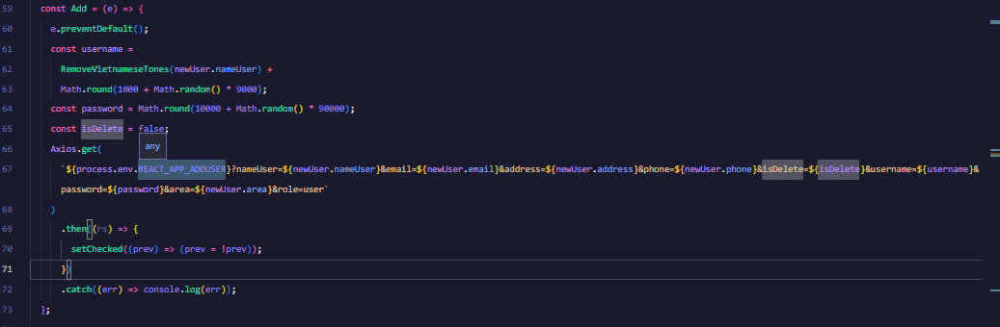 59 const Add = (e) => {
60 e.preventDefault();
61 const username =
62 RemoveVietnameseTones(newUser.nameUser) +
63 Math.round(1000 + Math.random() * 9000);
64 const password = Math.round(10000 + Math.random() * 90000);
65 const isDelete = false;
any
66 Axios.get(
67 `${process.env.REACT_APP_ADDUSER}?nameUser=${newUser.nameUser}&email=${newUser.email}&address=${newUser.address}&phone=${newUser.phone}&isDelete=${isDelete}&username=${username}&
password=${password}&area=${newUser.area}&role=user`
68 )
69 .then((rs) => {
70 setChecked((prev) => (prev = !prev));
71 })
72 .catch((err) => console.log(err));
73 };